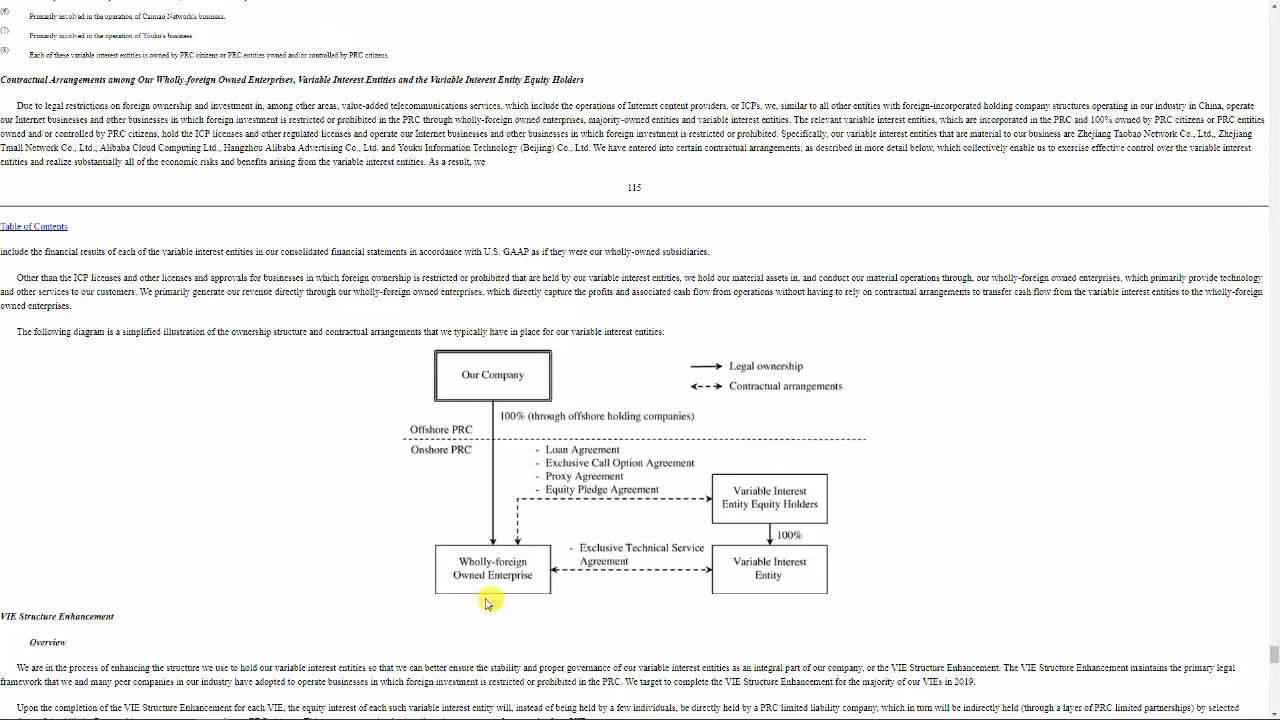 (6)
Primarily involved in the operation of Cainiao Network's business.
(7)
Primarily involved in the operation of Youku's business.
(8)
Each of these variable interest entities is owned by PRC citizens or PRC entities owned and/or controlled by PRC citizens.
Contractual Arrangements among Our Wholly-foreign Owned Enterprises, Variable Interest Entities and the Variable Interest Entity Equity Holders
Due to legal restrictions on foreign ownership and investment in, among other areas, value-added telecommunications services, which include the operations of Internet content providers, or ICPs, we, similar to all other entities with foreign-incorporated holding company structures operating in our industry in China, operate
our Internet businesses and other businesses in which foreign investment is restricted or prohibited in the PRC through wholly-foreign owned enterprises, majority-owned entities and variable interest entities. The relevant variable interest entities, which are incorporated in the PRC and 100% owned by PRC citizens or PRC entities
owned and/or controlled by PRC citizens, hold the ICP licenses and other regulated licenses and operate our Internet businesses and other businesses in which foreign investment is restricted or prohibited. Specifically, our variable interest entities that are material to our business are Zhejiang Taobao Network Co., Ltd., Zhejiang
Tmall Network Co., Ltd., Alibaba Cloud Computing Ltd., Hangzhou Alibaba Advertising Co., Ltd. and Youku Information Technology (Beijing) Co., Ltd. We have entered into certain contractual arrangements, as described in more detail below, which collectively enable us to exercise effective control over the variable interest
entities and realize substantially all of the economic risks and benefits arising from the variable interest entities. As a result, we
115
Table of Contents
include the financial results of each of the variable interest entities in our consolidated financial statements in accordance with U.S. GAAP as if they were our wholly-owned subsidiaries.
Other than the ICP licenses and other licenses and approvals for businesses in which foreign ownership is restricted or prohibited that are held by our variable interest entities, we hold our material assets in, and conduct our material operations through, our wholly-foreign owned enterprises, which primarily provide technology
and other services to our customers. We primarily generate our revenue directly through our wholly-foreign owned enterprises, which directly capture the profits and associated cash flow from operations without having to rely on contractual arrangements to transfer cash flow from the variable interest entities to the wholly-foreign
owned enterprises.
The following diagram is a simplified illustration of the ownership structure and contractual arrangements that we typically have in place for our variable interest entities:
Our Company
Legal ownership
Contractual arrangements
100% (through offshore holding companies)
Offshore PRC
Onshore PRC
- Loan Agreement
- Exclusive Call Option Agreement
- Proxy Agreement
- Equity Pledge Agreement
Variable Interest
Entity Equity Holders
100%
- Exclusive Technical Service
Agreement
Wholly-foreign
Owned Enterprise
Variable Interest
Entity
VIE Structure Enhancement
Overview
We are in the process of enhancing the structure we use to hold our variable interest entities so that we can better ensure the stability and proper governance of our variable interest entities as an integral part of our company, or the VIE Structure Enhancement. The VIE Structure Enhancement maintains the primary legal
framework that we and many peer companies in our industry have adopted to operate businesses in which foreign investment is restricted or prohibited in the PRC. We target to complete the VIE Structure Enhancement for the majority of our VIEs in 2019.
Upon the completion of the VIE Structure Enhancement for each VIE, the equity interest of each such variable interest entity will, instead of being held by a few individuals, be directly held by a PRC limited liability company, which in turn will be indirectly held (through a layer of PRC limited partnerships) by selected